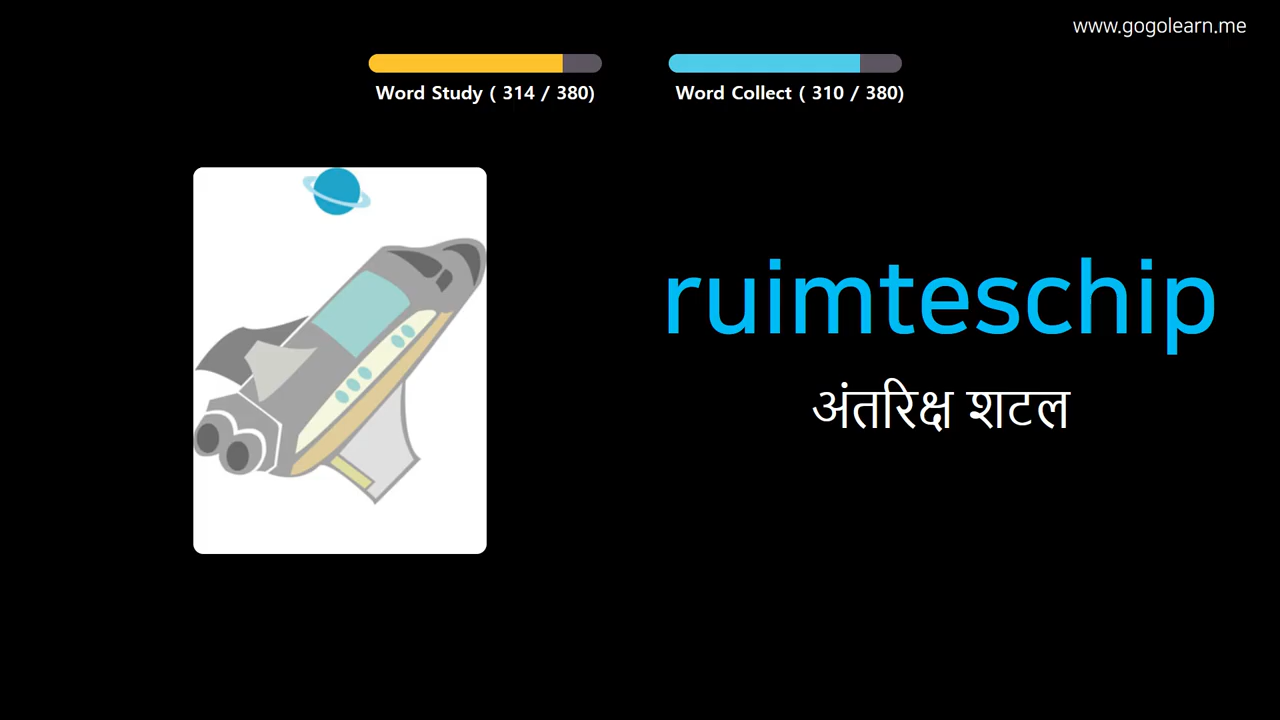 www.gogolearn.me
Word Study ( 314 / 380)
Word Collect ( 310 / 380)
ruimteschip
अंतरिक्ष शटल